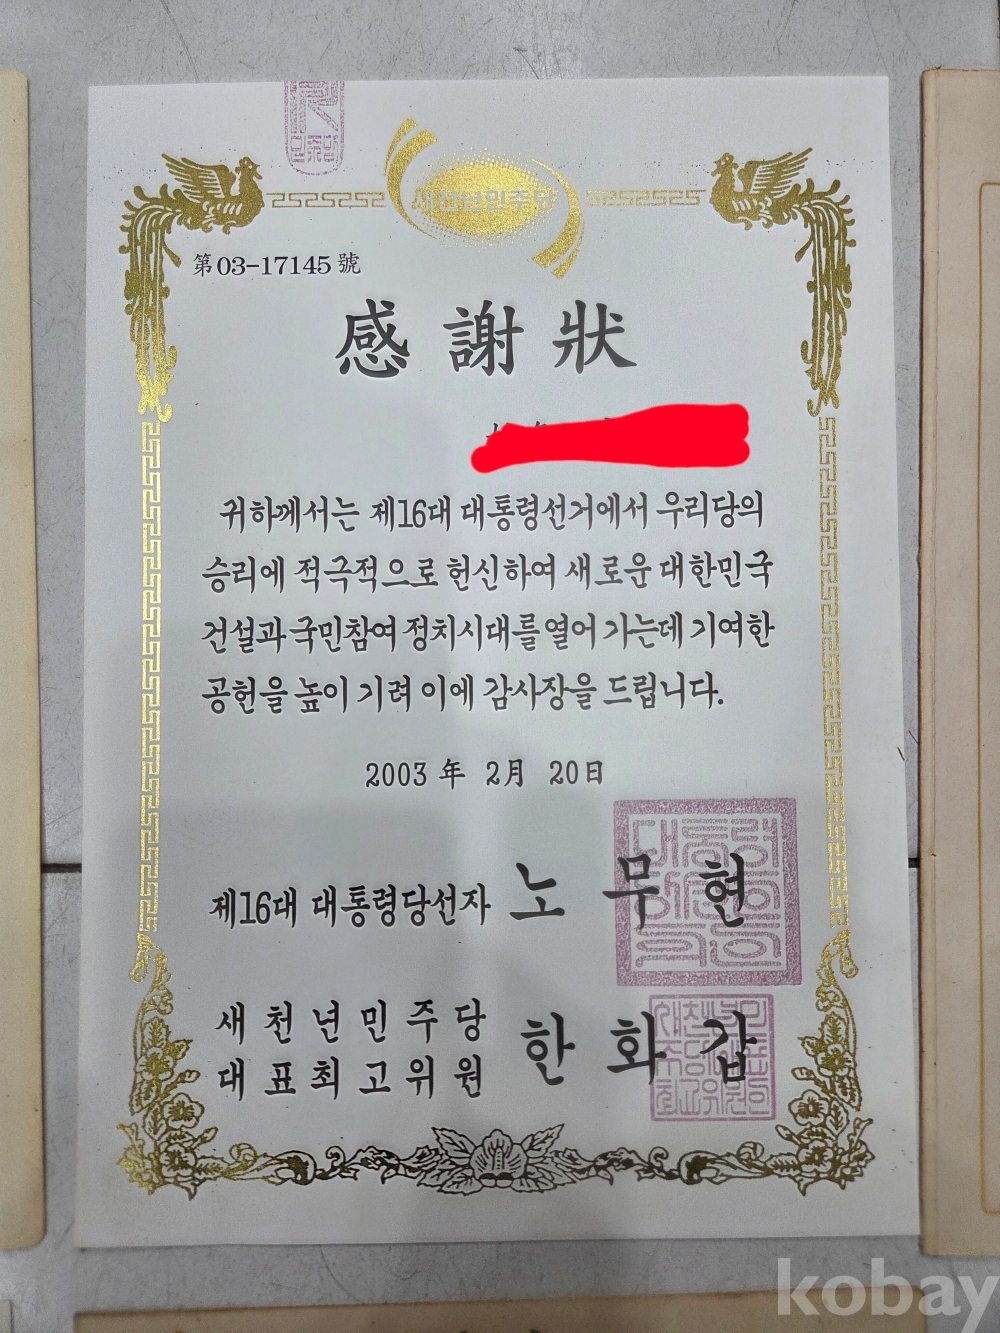 새천년민주당
第03-17145號
感謝狀
귀하께서는 제16대 대통령선거에서 우리당의
승리에 적극적으로 헌신하여 새로운 대한민국
건설과 국민참여 정치시대를 열어 가는데 기여한
공헌을 높이 기려 이에 감사장을 드립니다.
2003年 2月 20日
제16대 대통령당선자 노무현
새천년민주당
대표최고위원 한화갑
kobay